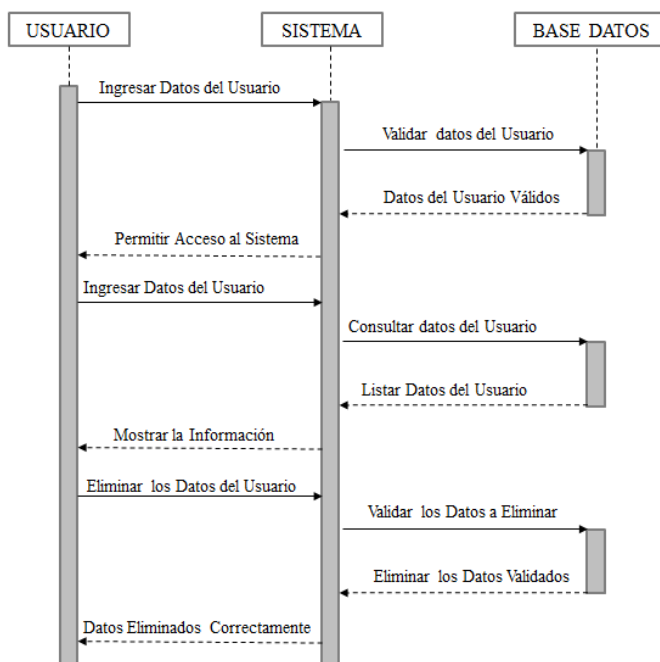 USUARIO
SISTEMA
BASE DATOS
Ingresar Datos del Usuario
Validar datos del Usuario
Datos del Usuario Válidos
Permitir Acceso al Sistema
Ingresar Datos del Usuario
Consultar datos del Usuario
Listar Datos del Usuario
Mostrar la Información
Eliminar los Datos del Usuario
Validar los Datos a Eliminar
Eliminar los Datos Validados
Datos Eliminados Correctamente